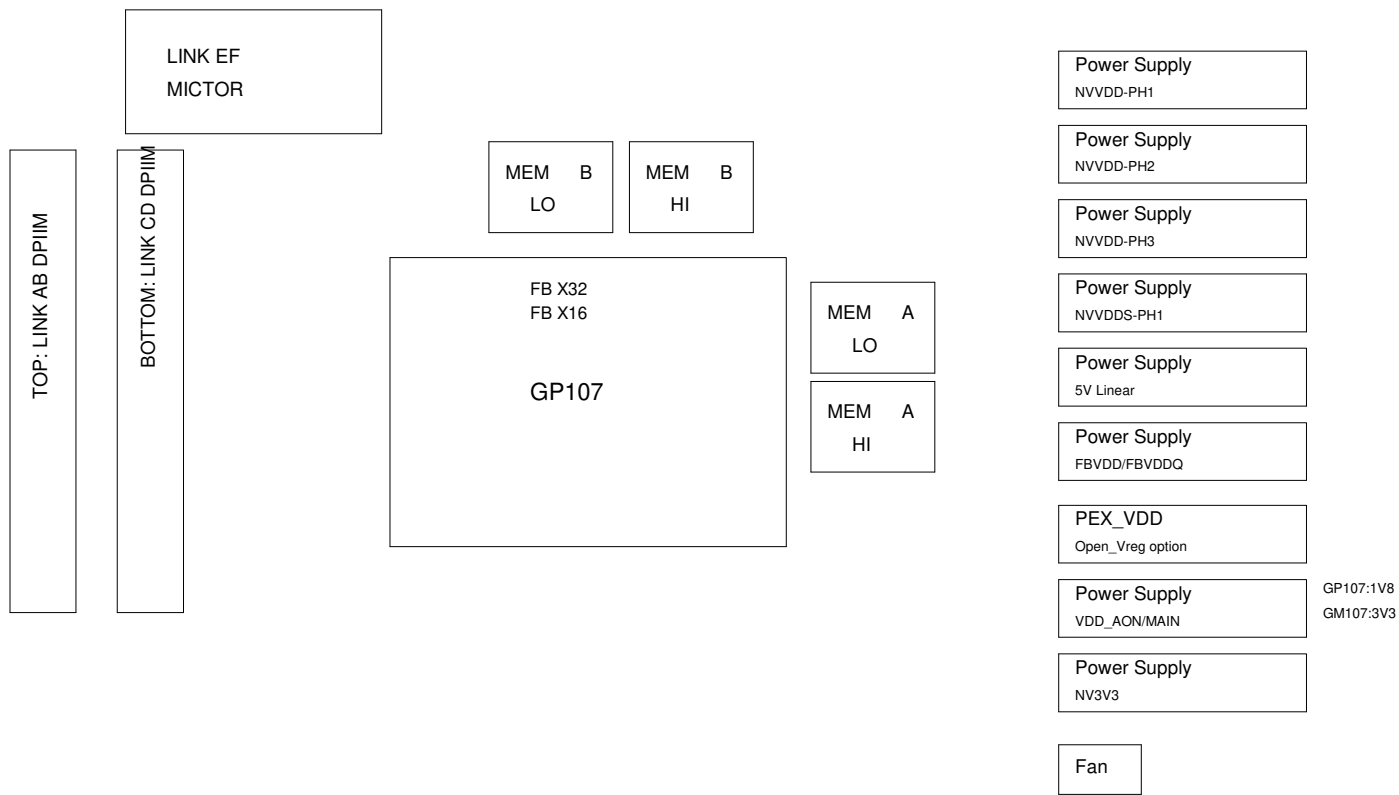 LINK EF
MICTOR
TOP: LINK AB DPIIM
BOTTOM: LINK CD DPIIM
MEM B
LO
MEM B
HI
FB X32
FB X16
GP107
MEM A
LO
MEM A
HI
Power Supply
NVVDD-PH1
Power Supply
NVVDD-PH2
Power Supply
NVVDD-PH3
Power Supply
NVVDDS-PH1
Power Supply
5V Linear
Power Supply
FBVDD/FBVDDQ
PEX_VDD
Open_Vreg option
Power Supply
VDD_AON/MAIN
GP107:1V8
GM107:3V3
Power Supply
NV3V3
Fan